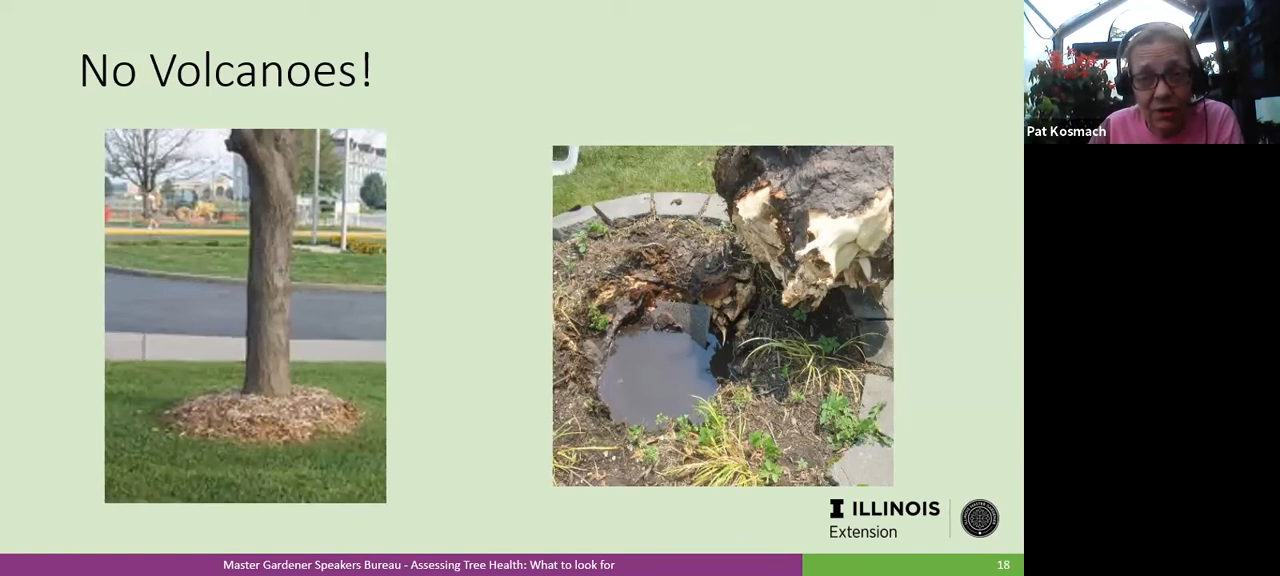 No Volcanoes!
Pat Kosmach
ILLINOIS
Extension
Master Gardener Speakers Bureau - Assessing Tree Health: What to look for
18